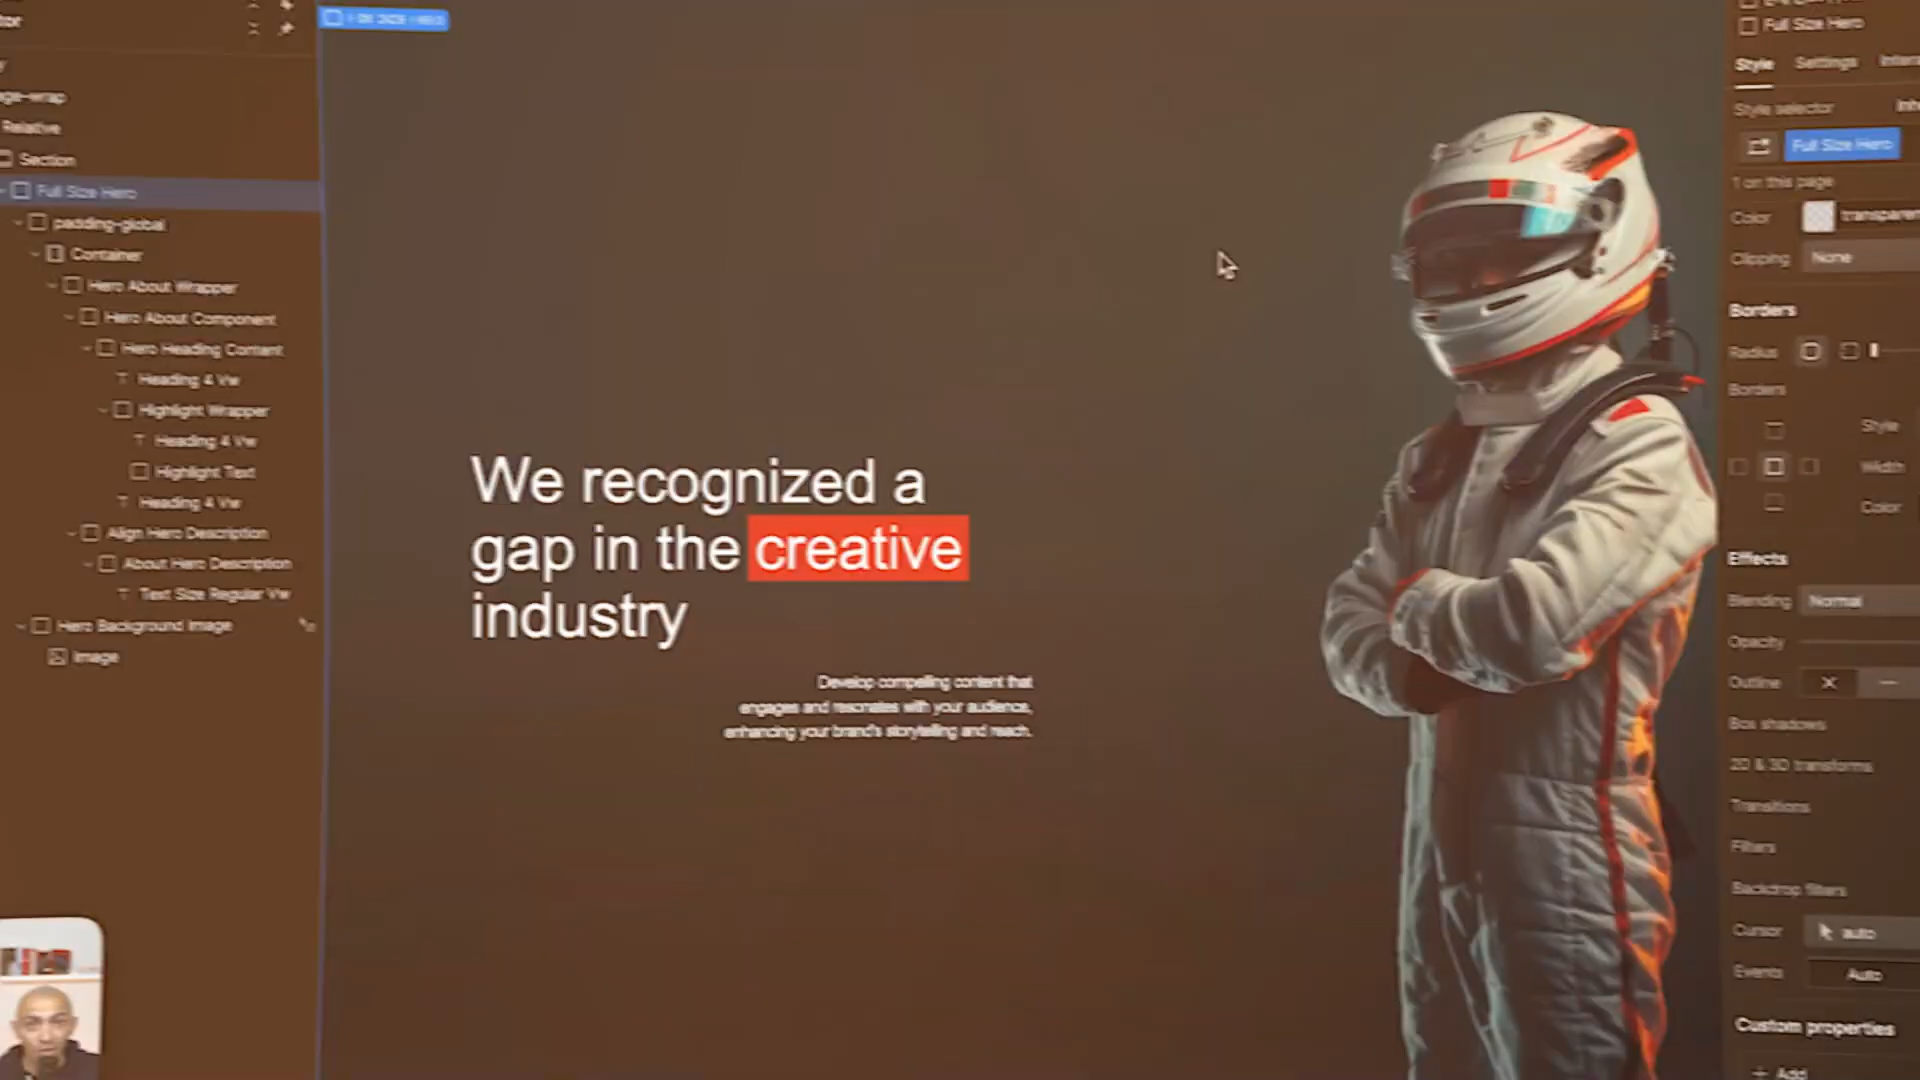 Relative
Section
Full Size Hero
padding-global
Container
Hero About Wrapper
Hero About Component
Hero Heading Content
Heading 4 Vw
Highlight Wrapper
Heading 4 Vw
Highlight Text
Heading 4 Vw
Align Hero Description
About Hero Description
Text Size Regular Vw
Hero Background Image
Image
We recognized a
gap in the creative
industry
Develop compelling content that
engages and resonates with your audience,
enhancing your brand's storytelling and reach.
Full Size Hero
Style Settings
Style selector
Full Size Hero
1 on this page
Color
Clipping None
Borders
Radius
Borders
Style
Width
Color
Effects
Blending Normal
Opacity
Outline
Box shadows
2D & 3D transforms
Transitions
Filters
Backdrop filters
Cursor auto
Events Auto
Custom properties
+ Add